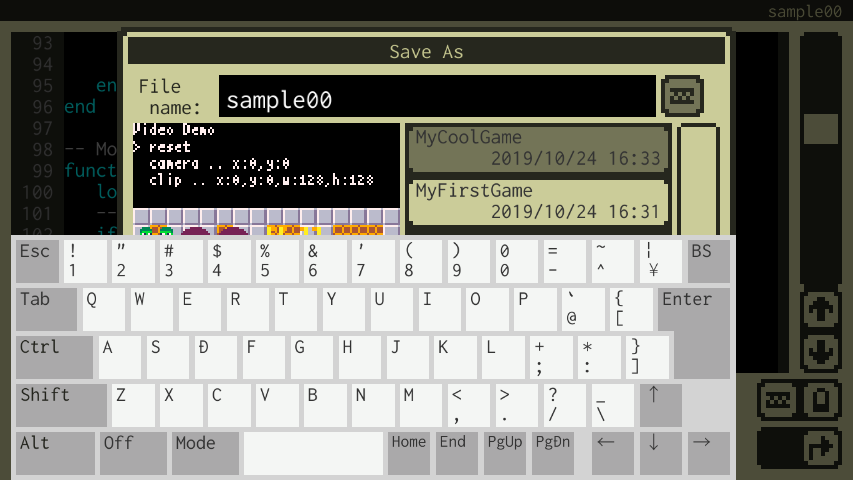 sample00
Save As
93
94
95 en
96 end
97
98 -- Mo
99 funct
100 lo
101 --
102 if
File
name:
sample00
Video Demo
> reset
camera .. x:0,y:0
clip .. x:0,y:0,w:128,h:128
MyCoolGame
2019/10/24 16:33
MyFirstGame
2019/10/24 16:31
Esc ! " # $ % & ' ( ) 0 = ~ ¦ BS
1 2 3 4 5 6 7 8 9 0 - ^ ¥
Tab Q W E R T Y U I O P ` { Enter
@ [
Ctrl A S Đ F G H J K L + * }
; : ]
Shift Z X C V B N M < > ? _ ↑
, . / \
Alt Off Mode Home End PgUp PgĐn ← ↓ →